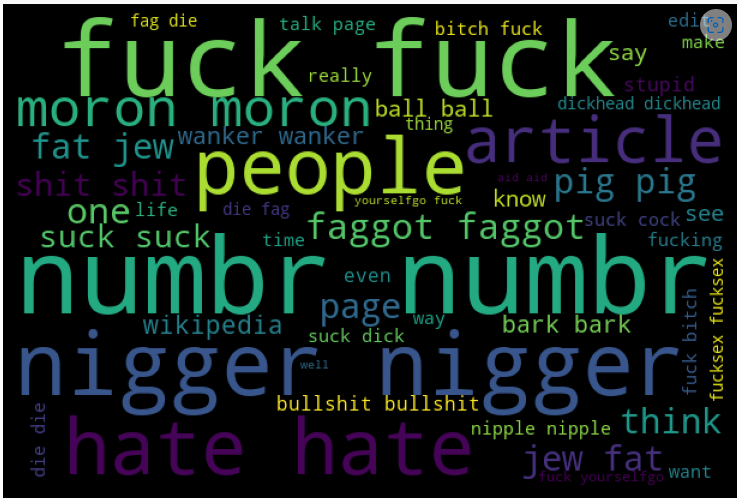 fag die
talk page
edit
fuck fuck
bitch fuck
make
say
really
stupid
moron moron
ball ball
dickhead dickhead
thing
article
fat jew
wanker wanker
people
shit shit
aid aid
pig pig
yourselfgo fuck
know
one
life
die fag
faggot faggot
suck cock
see
suck suck
time
fucking
numbr numbr
even
page
wikipedia
way
bark bark
suck dick
fuck bitch
fucksex fucksex
nigger nigger
well
bullshit bullshit
hate hate
nipple nipple
think
die die
jew fat
want
fuck yourselfgo